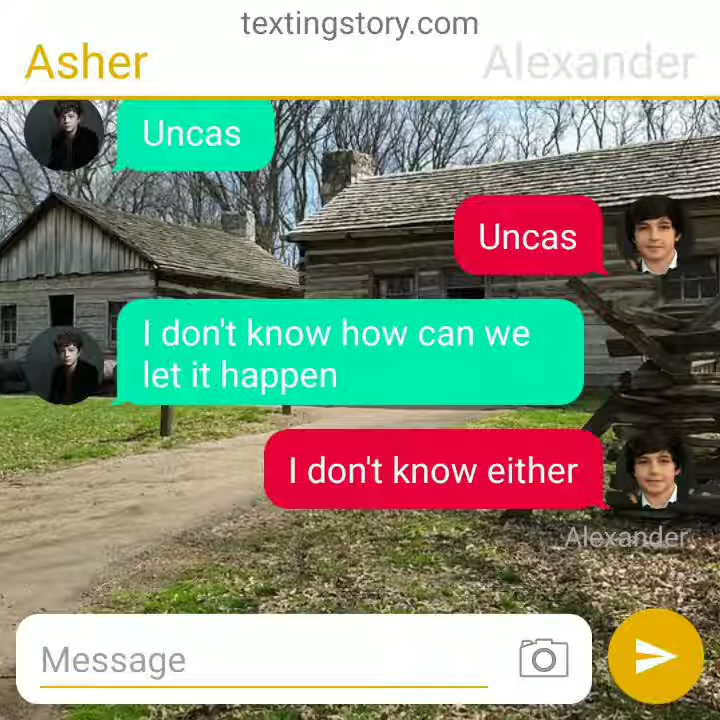 textingstory.com
Asher
Alexander
Uncas
Uncas
I don't know how can we
let it happen
I don't know either
Alexander
Message